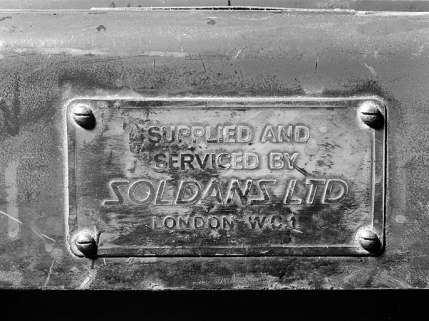 SUPPLIED AND
SERVICED BY
SOLDANS LTD
LONDON W.C.1